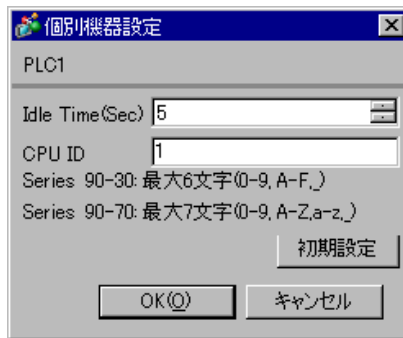 個別機器設定
PLC1
Idle Time(Sec) 5
CPU ID 1
Series 90-30: 最大6文字(0-9, A-F,_)
Series 90-70: 最大7文字(0-9, A-Z,a-z,_)
初期設定
OK(O) キャンセル